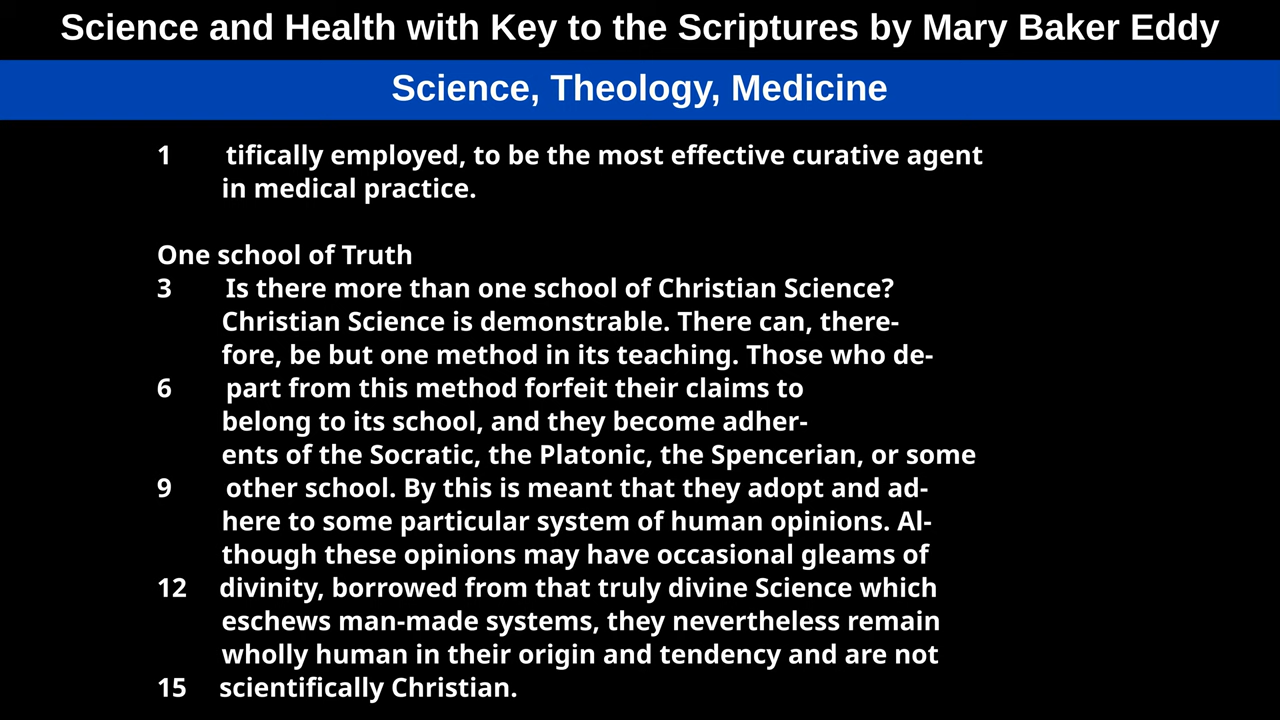 Science and Health with Key to the Scriptures by Mary Baker Eddy
Science, Theology, Medicine
1 tifically employed, to be the most effective curative agent
in medical practice.
One school of Truth
3 Is there more than one school of Christian Science?
Christian Science is demonstrable. There can, there-
fore, be but one method in its teaching. Those who de-
6 part from this method forfeit their claims to
belong to its school, and they become adher-
ents of the Socratic, the Platonic, the Spencerian, or some
9 other school. By this is meant that they adopt and ad-
here to some particular system of human opinions. Al-
though these opinions may have occasional gleams of
12 divinity, borrowed from that truly divine Science which
eschews man-made systems, they nevertheless remain
wholly human in their origin and tendency and are not
15 scientifically Christian.